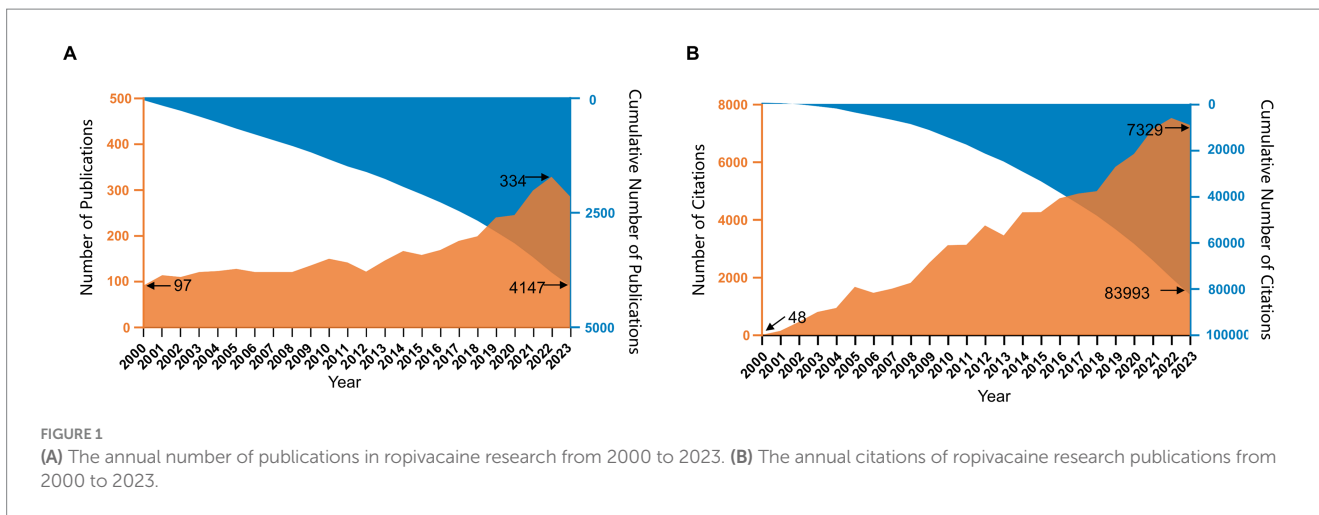 A
B
500
400
300
200
100
0
Number of Publications
0
2500
5000
Cumulative Number of Publications
334
97
4147
2000 2001 2002 2003 2004 2005 2006 2007 2008 2009 2010 2011 2012 2013 2014 2015 2016 2017 2018 2019 2020 2021 2022 2023
Year
8000
6000
4000
2000
0
Number of Citations
0
20000
40000
60000
80000
100000
Cumulative Number of Citations
7329
48
83993
2000 2001 2002 2003 2004 2005 2006 2007 2008 2009 2010 2011 2012 2013 2014 2015 2016 2017 2018 2019 2020 2021 2022 2023
Year
FIGURE 1
(A) The annual number of publications in ropivacaine research from 2000 to 2023. (B) The annual citations of ropivacaine research publications from
2000 to 2023.